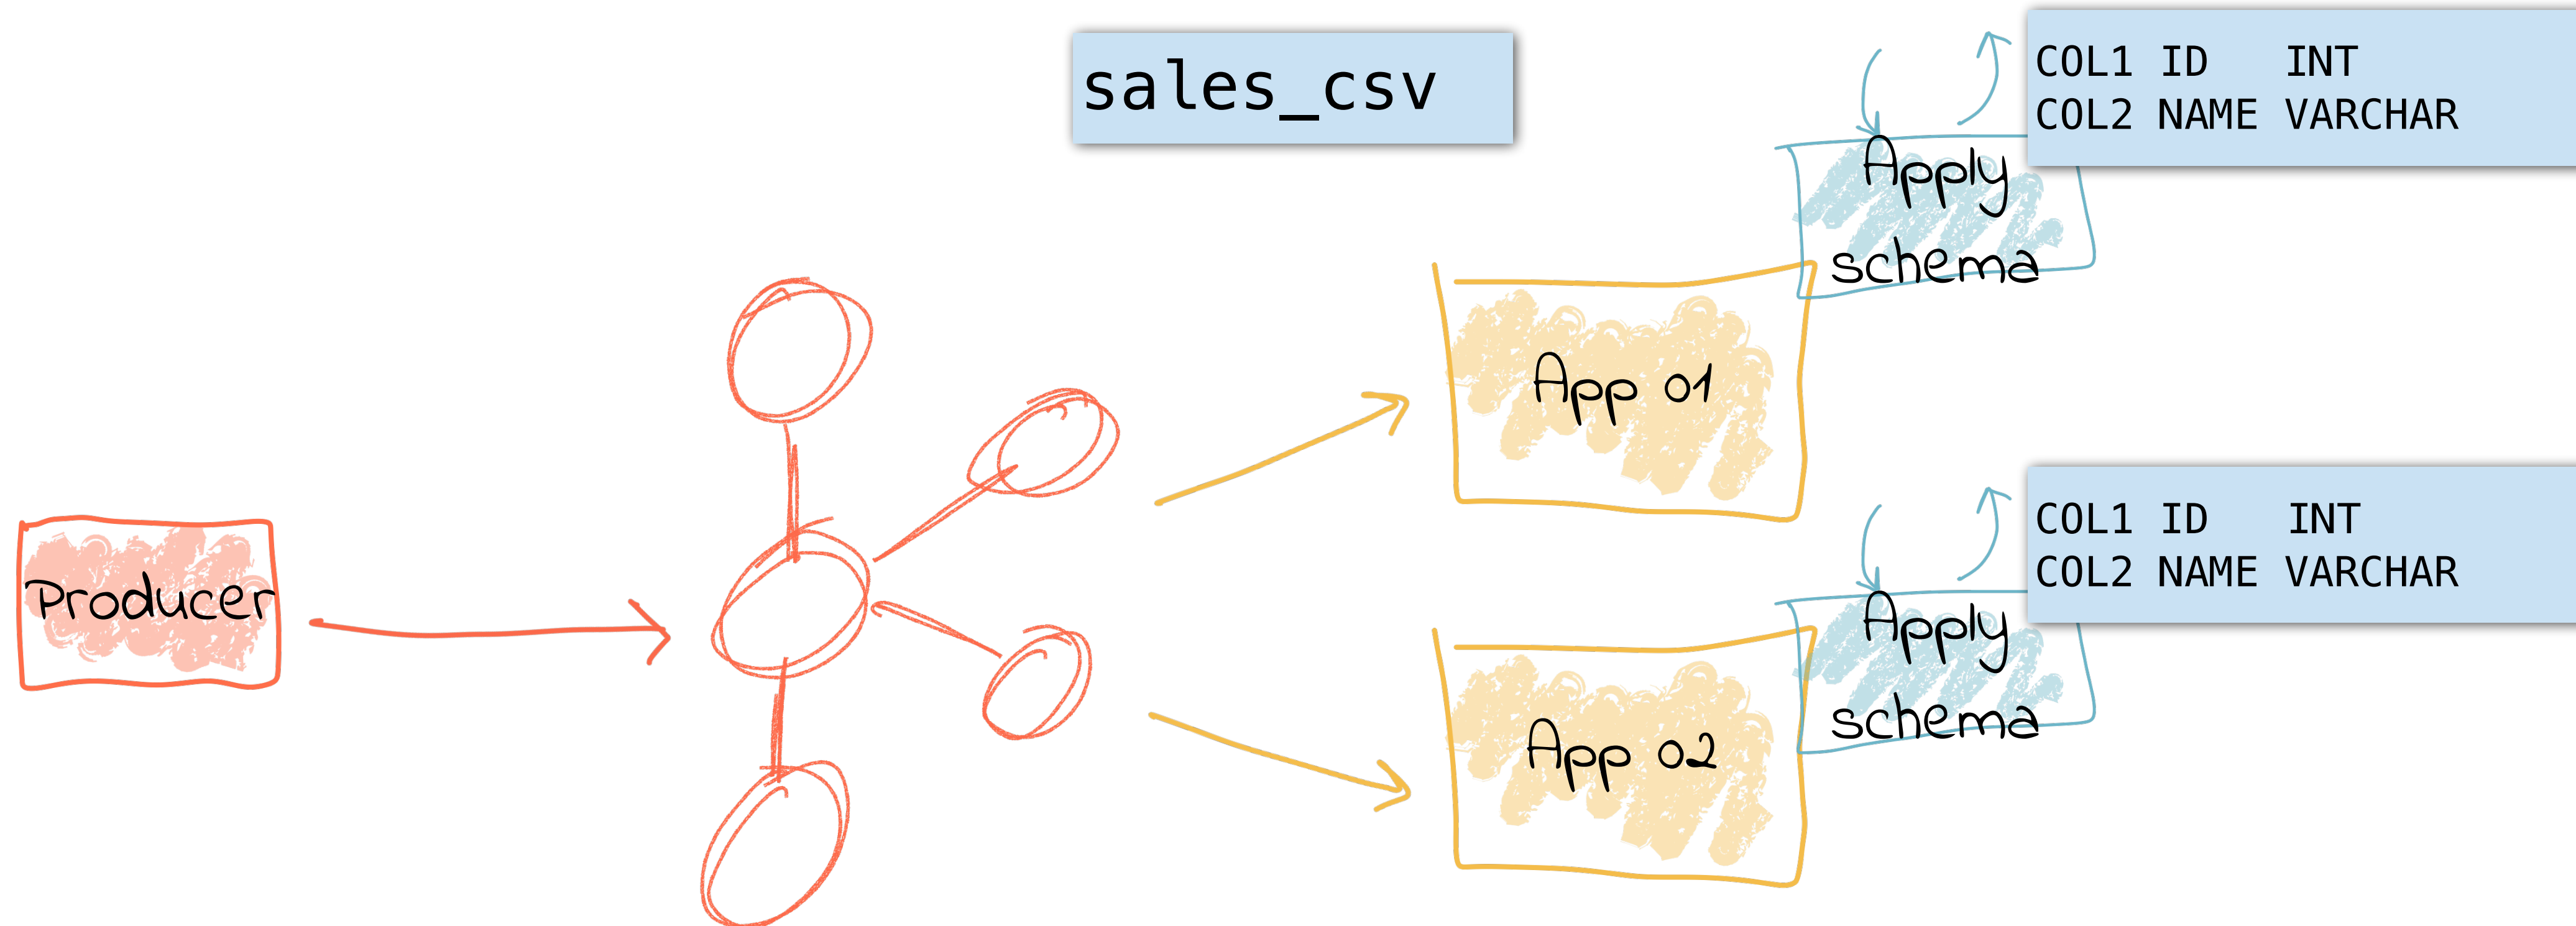 sales_csv
COL1 ID   INT
COL2 NAME VARCHAR
Apply
schema
App 01
Producer
COL1 ID   INT
COL2 NAME VARCHAR
Apply
schema
App 02